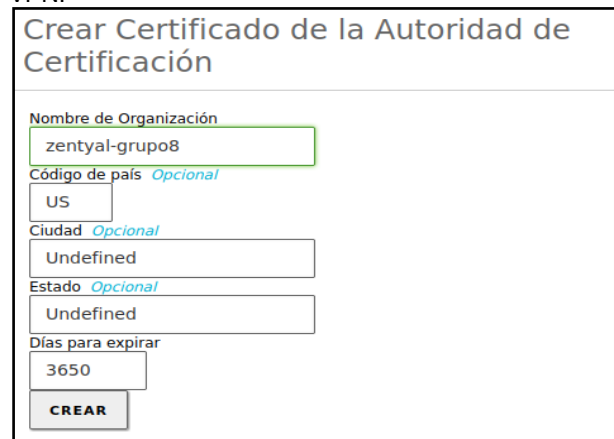 Crear Certificado de la Autoridad de
Certificación
Nombre de Organización
zentyal-grupo8
Código de país Opcional
US
Ciudad Opcional
Undefined
Estado Opcional
Undefined
Días para expirar
3650
CREAR